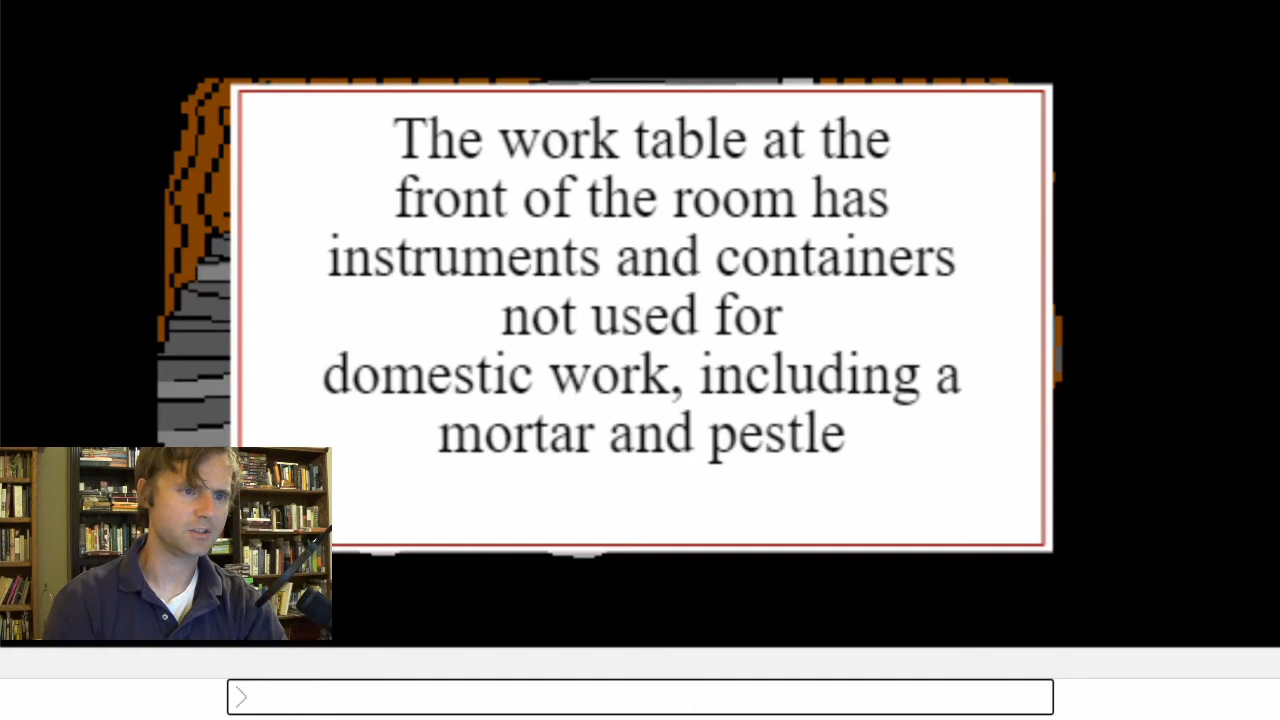 The work table at the
front of the room has
instruments and containers
not used for
domestic work, including a
mortar and pestle